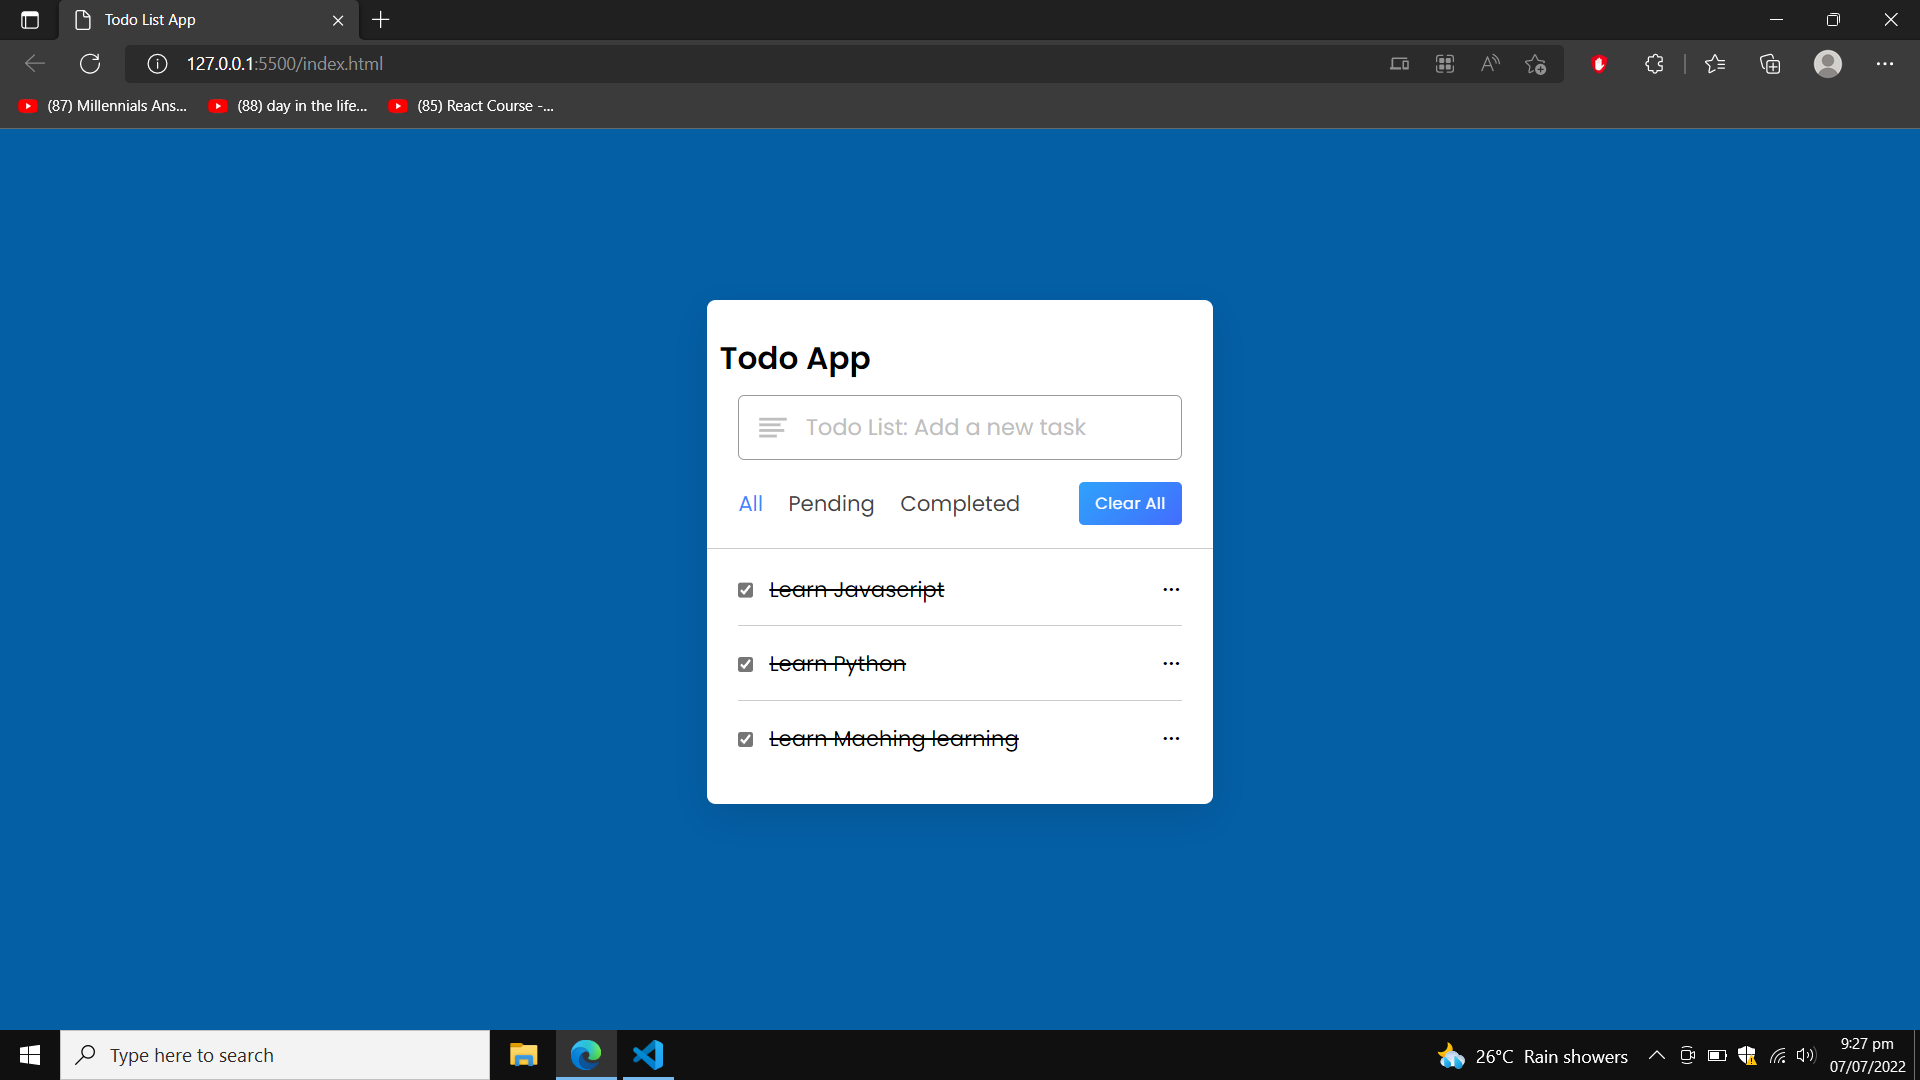 Todo List App
127.0.0.1:5500/index.html
(87) Millennials Ans... (88) day in the life... (85) React Course -...
Todo App
Todo List: Add a new task
All Pending Completed Clear All
Learn Javascript
Learn Python
Learn Maching learning
Type here to search
26°C Rain showers
9:27 pm
07/07/2022